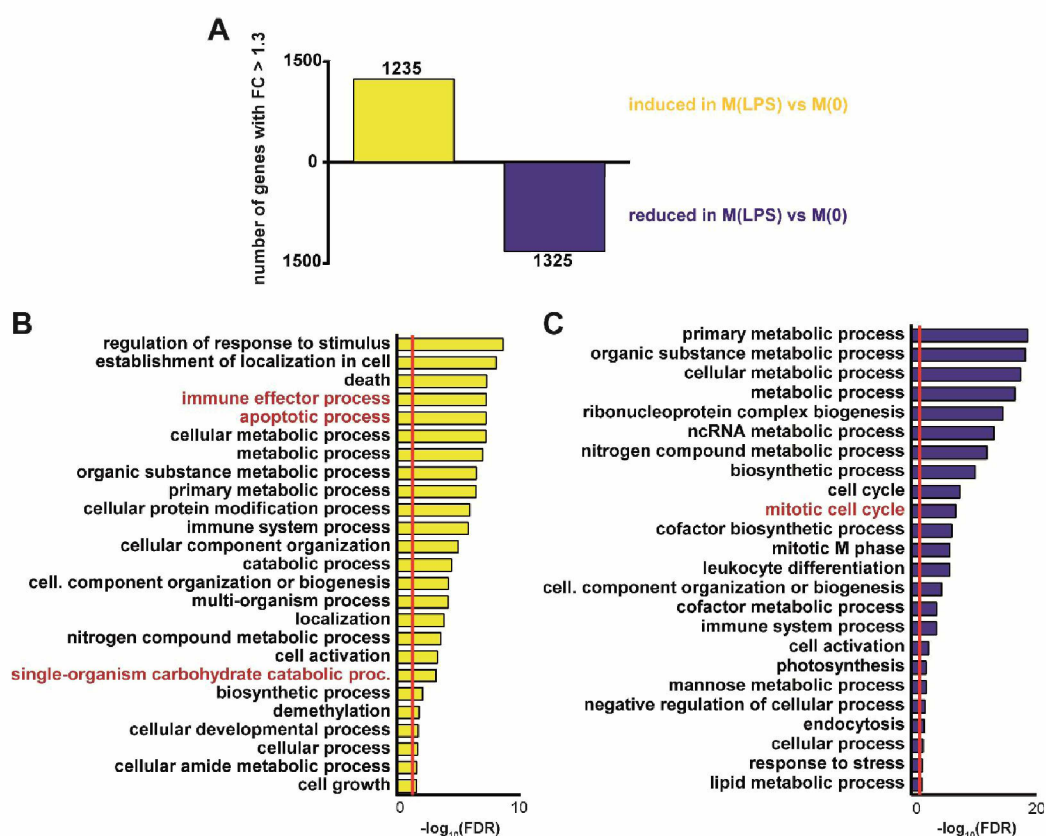 A
number of genes with FC > 1.3
1500
1235
induced in M(LPS) vs M(0)
0
reduced in M(LPS) vs M(0)
1500
1325
B
regulation of response to stimulus
establishment of localization in cell
death
immune effector process
apoptotic process
cellular metabolic process
metabolic process
organic substance metabolic process
primary metabolic process
cellular protein modification process
immune system process
cellular component organization
catabolic process
cell. component organization or biogenesis
multi-organism process
localization
nitrogen compound metabolic process
cell activation
single-organism carbohydrate catabolic proc.
biosynthetic process
demethylation
cellular developmental process
cellular process
cellular amide metabolic process
cell growth
0 10
-log10(FDR)
C
primary metabolic process
organic substance metabolic process
cellular metabolic process
metabolic process
ribonucleoprotein complex biogenesis
ncRNA metabolic process
nitrogen compound metabolic process
biosynthetic process
cell cycle
mitotic cell cycle
cofactor biosynthetic process
mitotic M phase
leukocyte differentiation
cell. component organization or biogenesis
cofactor metabolic process
immune system process
cell activation
photosynthesis
mannose metabolic process
negative regulation of cellular process
endocytosis
cellular process
response to stress
lipid metabolic process
0 20
-log10(FDR)